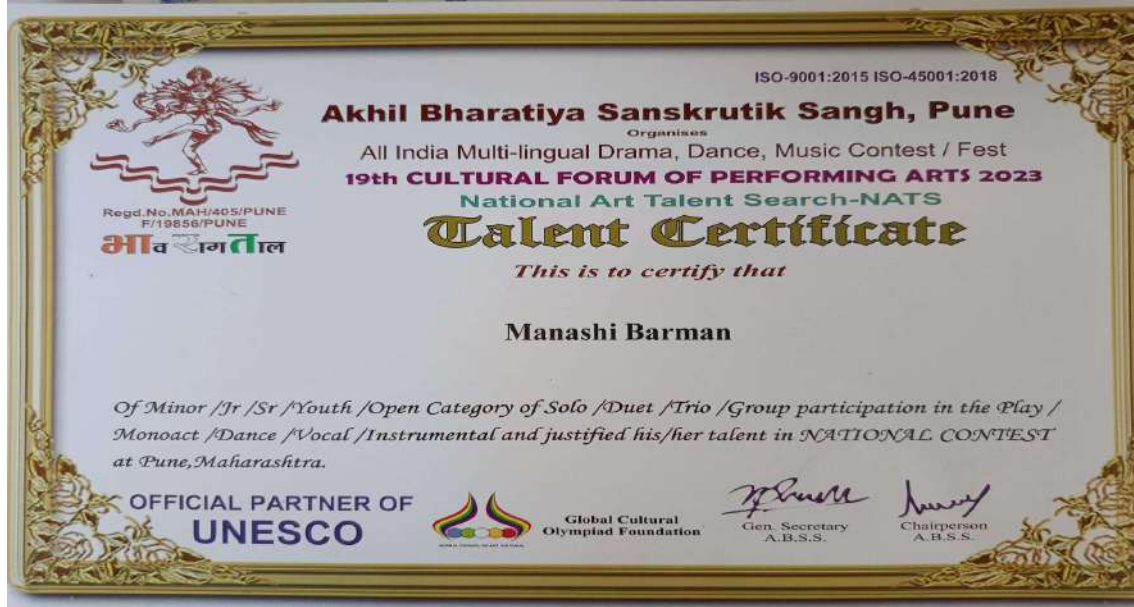 ISO-9001:2015 ISO-45001:2018
Akhil Bharatiya Sanskrutik Sangh, Pune
Organises
All India Multi-lingual Drama, Dance, Music Contest / Fest
19th CULTURAL FORUM OF PERFORMING ARTS 2023
National Art Talent Search-NATS
Regd.No.MAH/405/PUNE
F/19856/PUNE
भाव राग ताल
Talent Certificate
This is to certify that
Manashi Barman
Of Minor /Jr /Sr /Youth /Open Category of Solo /Duet /Trio /Group participation in the Play /
Monoact /Dance /Vocal /Instrumental and justified his/her talent in NATIONAL CONTEST
at Pune,Maharashtra.
OFFICIAL PARTNER OF
UNESCO
Global Cultural
Olympiad Foundation
Gen. Secretary
A.B.S.S.
Chairperson
A.B.S.S.